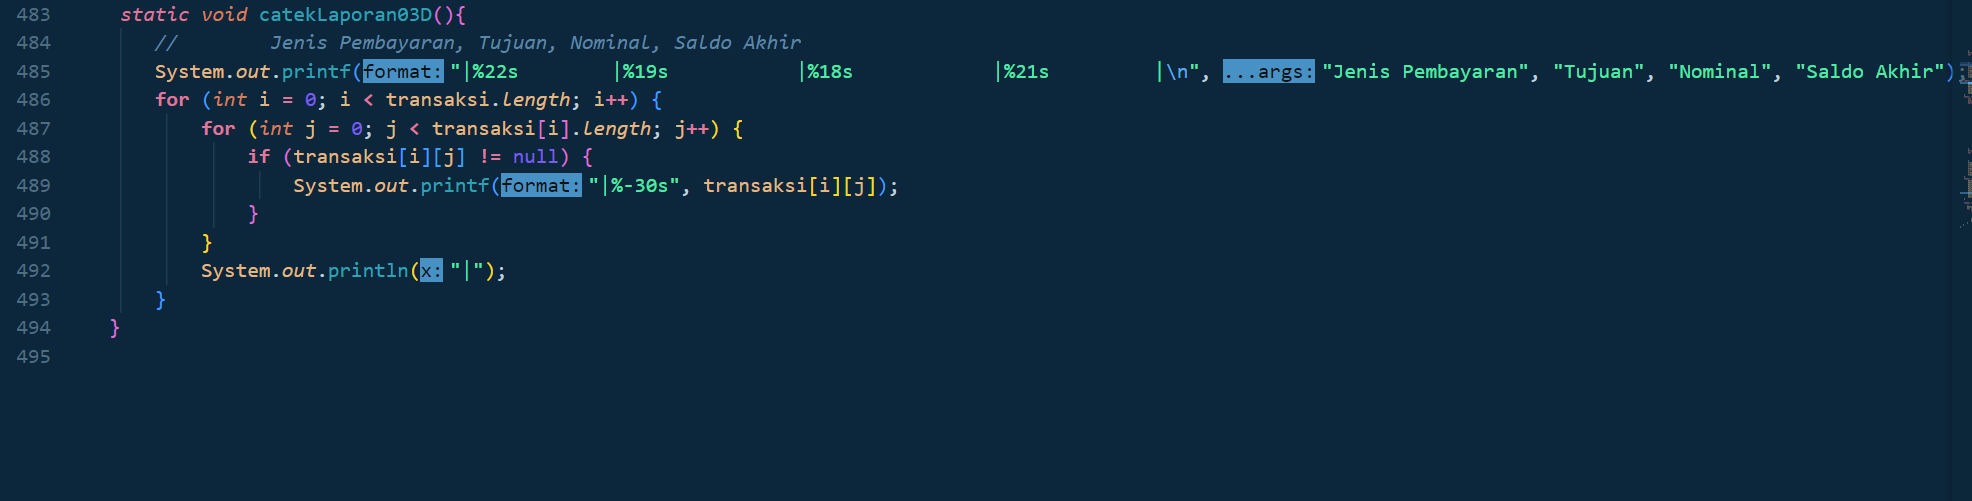 483 static void catekLaporan03D(){
484 // Jenis Pembayaran, Tujuan, Nominal, Saldo Akhir
485 System.out.printf(format: "|%22s        |%19s           |%18s            |%21s         |\n", ...args: "Jenis Pembayaran", "Tujuan", "Nominal", "Saldo Akhir");
486 for (int i = 0; i < transaksi.length; i++) {
487 for (int j = 0; j < transaksi[i].length; j++) {
488 if (transaksi[i][j] != null) {
489 System.out.printf(format: "|%-30s", transaksi[i][j]);
490 }
491 }
492 System.out.println(x: "|");
493 }
494 }
495